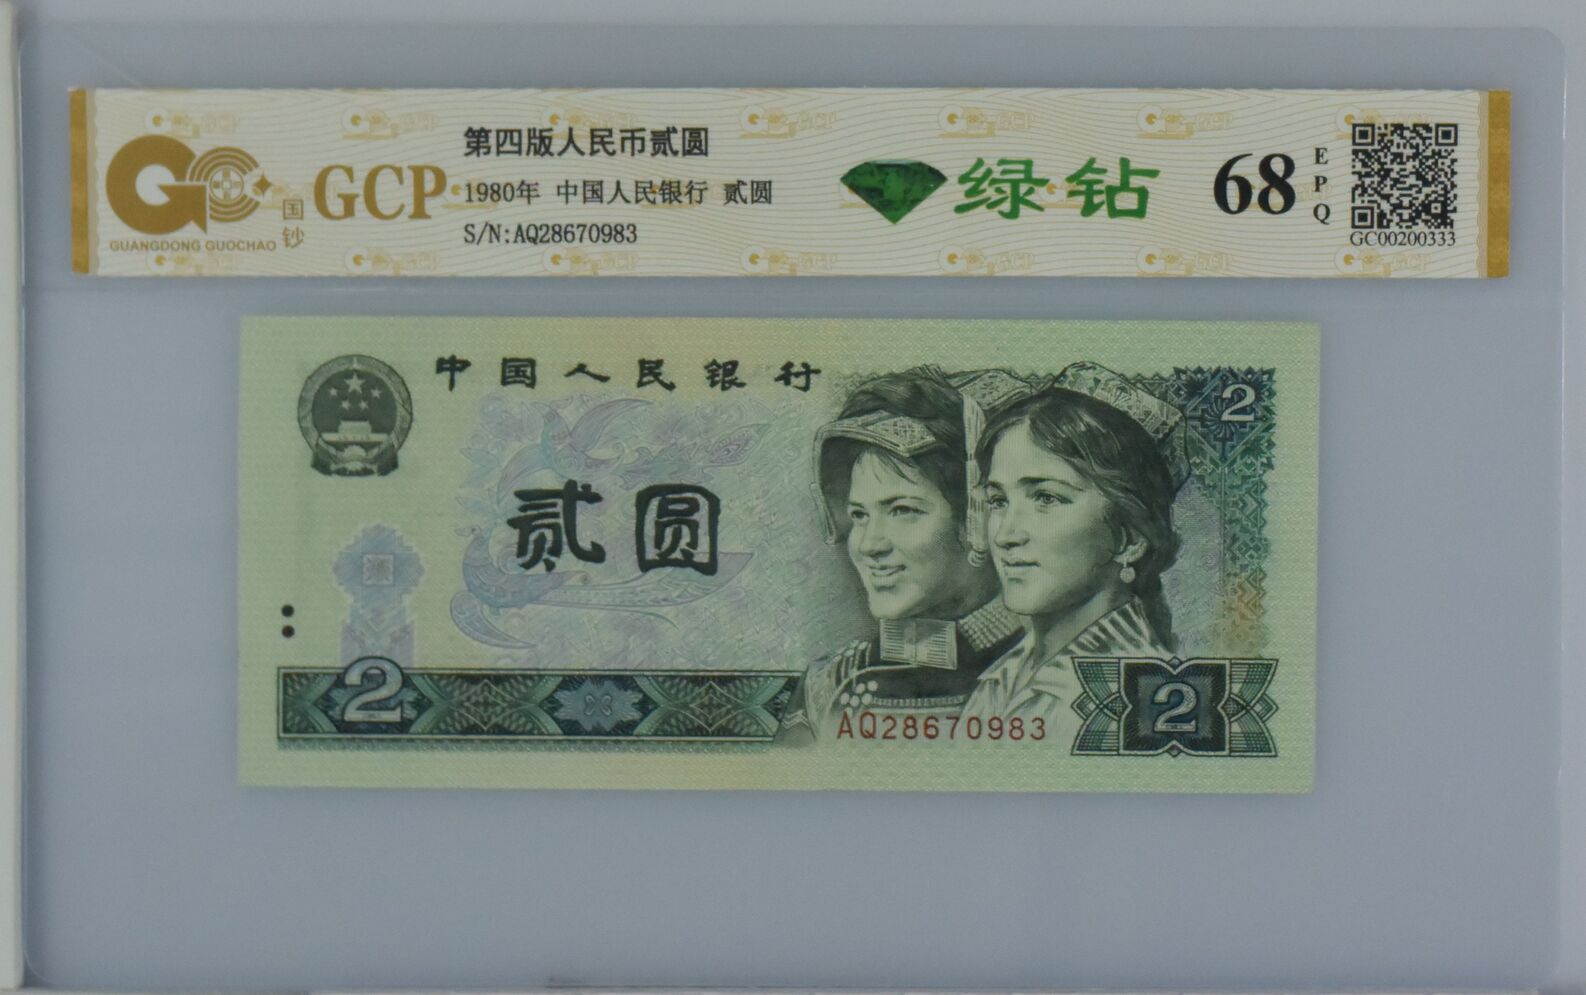 GUANGDONG GUOCHAO
国钞
GCP
第四版人民币贰圆
1980年 中国人民银行 贰圆
S/N:AQ28670983
绿钻
68
EPQ
GC00200333
中国人民银行
2
贰圆
2
AQ28670983
2